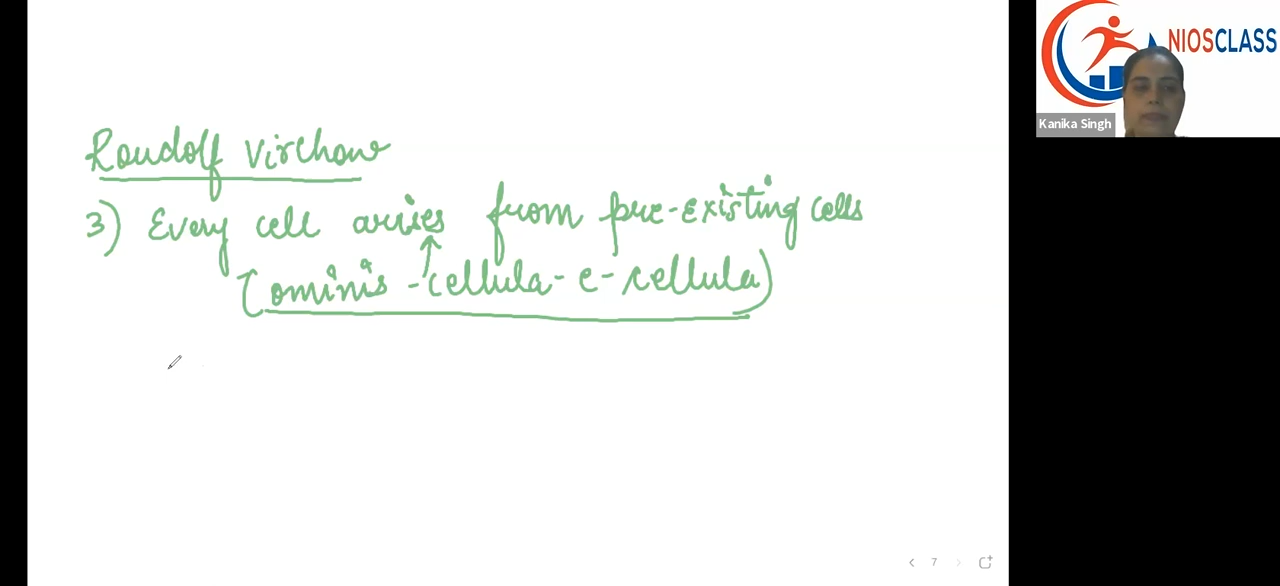 NIOSCLASS
Kanika Singh
Roudolf Virchow
3) Every cell arises from pre-existing cells
(ominis-cellula-e-cellula)
7